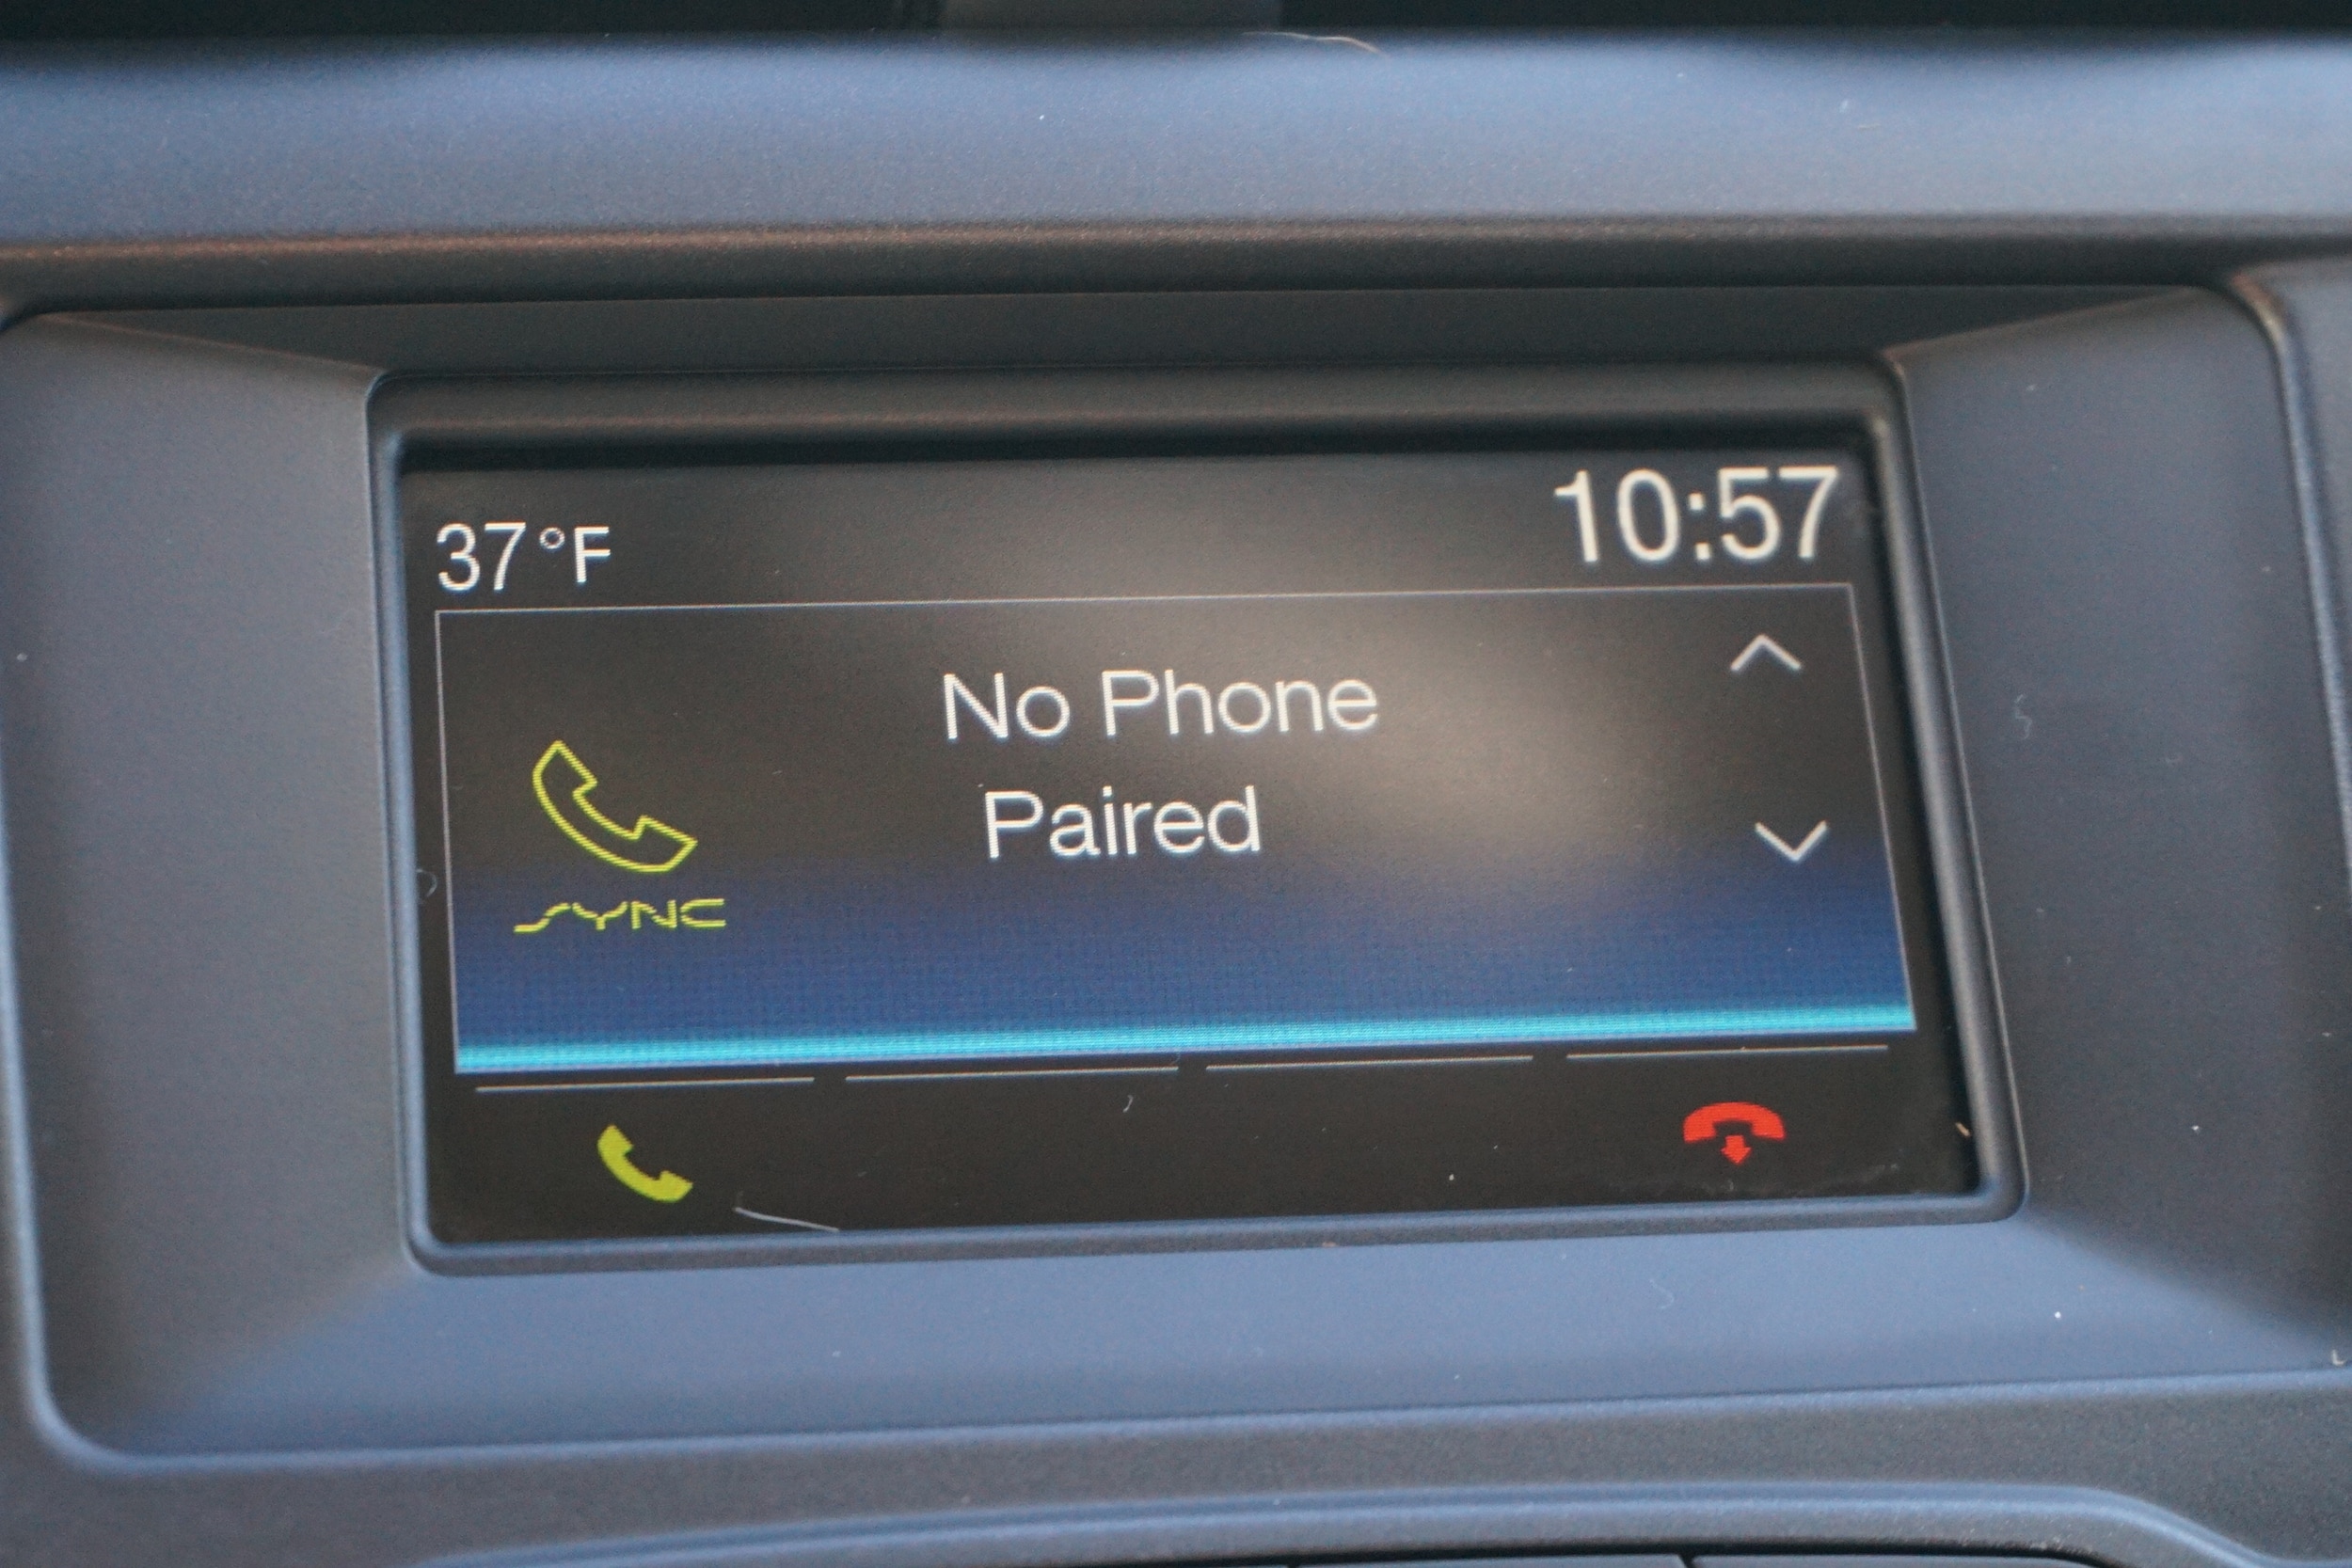 37°F
10:57
No Phone
Paired
SYNC